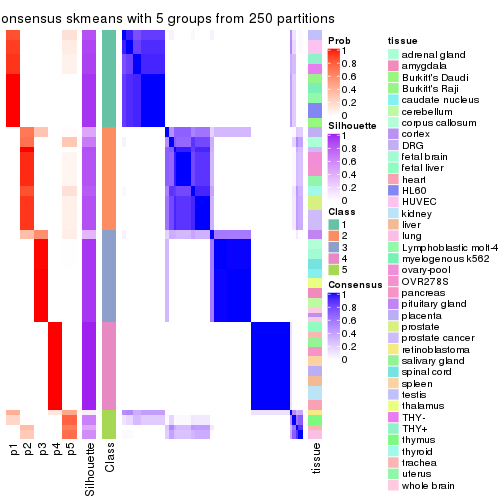 onsensus skmeans with 5 groups from 250 partitions
Prob
1
0.8
0.6
0.4
0.2
0
Silhouette
1
0.8
0.6
0.4
0.2
0
Class
1
2
3
4
5
Consensus
1
0.8
0.6
0.4
0.2
0
tissue
adrenal gland
amygdala
Burkitt's Daudi
Burkitt's Raji
caudate nucleus
cerebellum
corpus callosum
cortex
DRG
fetal brain
fetal liver
heart
HL60
HUVEC
kidney
liver
lung
Lymphoblastic molt-4
myelogenous k562
ovary-pool
OVR278S
pancreas
pituitary gland
placenta
prostate
prostate cancer
retinoblastoma
salivary gland
spinal cord
spleen
testis
thalamus
THY-
THY+
thymus
thyroid
trachea
uterus
whole brain
p1
p2
p3
p4
p5
Silhouette
Class
tissue